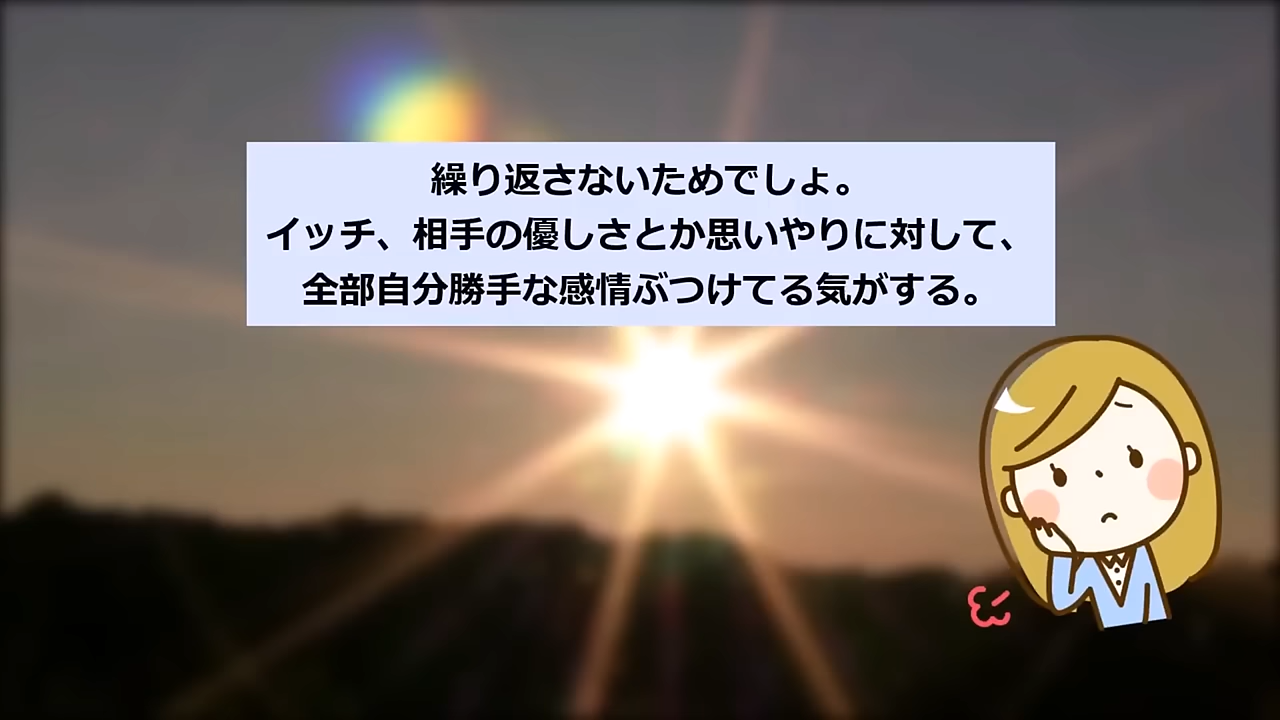 繰り返さないためでしょ。
イッチ、相手の優しさとか思いやりに対して、
全部自分勝手な感情ぶつけてる気がする。